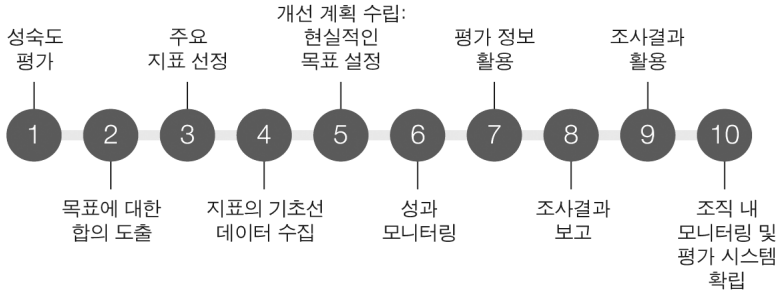 성숙도
평가
주요
지표 선정
개선 계획 수립:
현실적인
목표 설정
평가 정보
활용
조사결과
활용
1 2 3 4 5 6 7 8 9 10
목표에 대한
합의 도출
지표의 기초선
데이터 수집
성과
모니터링
조사결과
보고
조직 내
모니터링 및
평가 시스템
확립